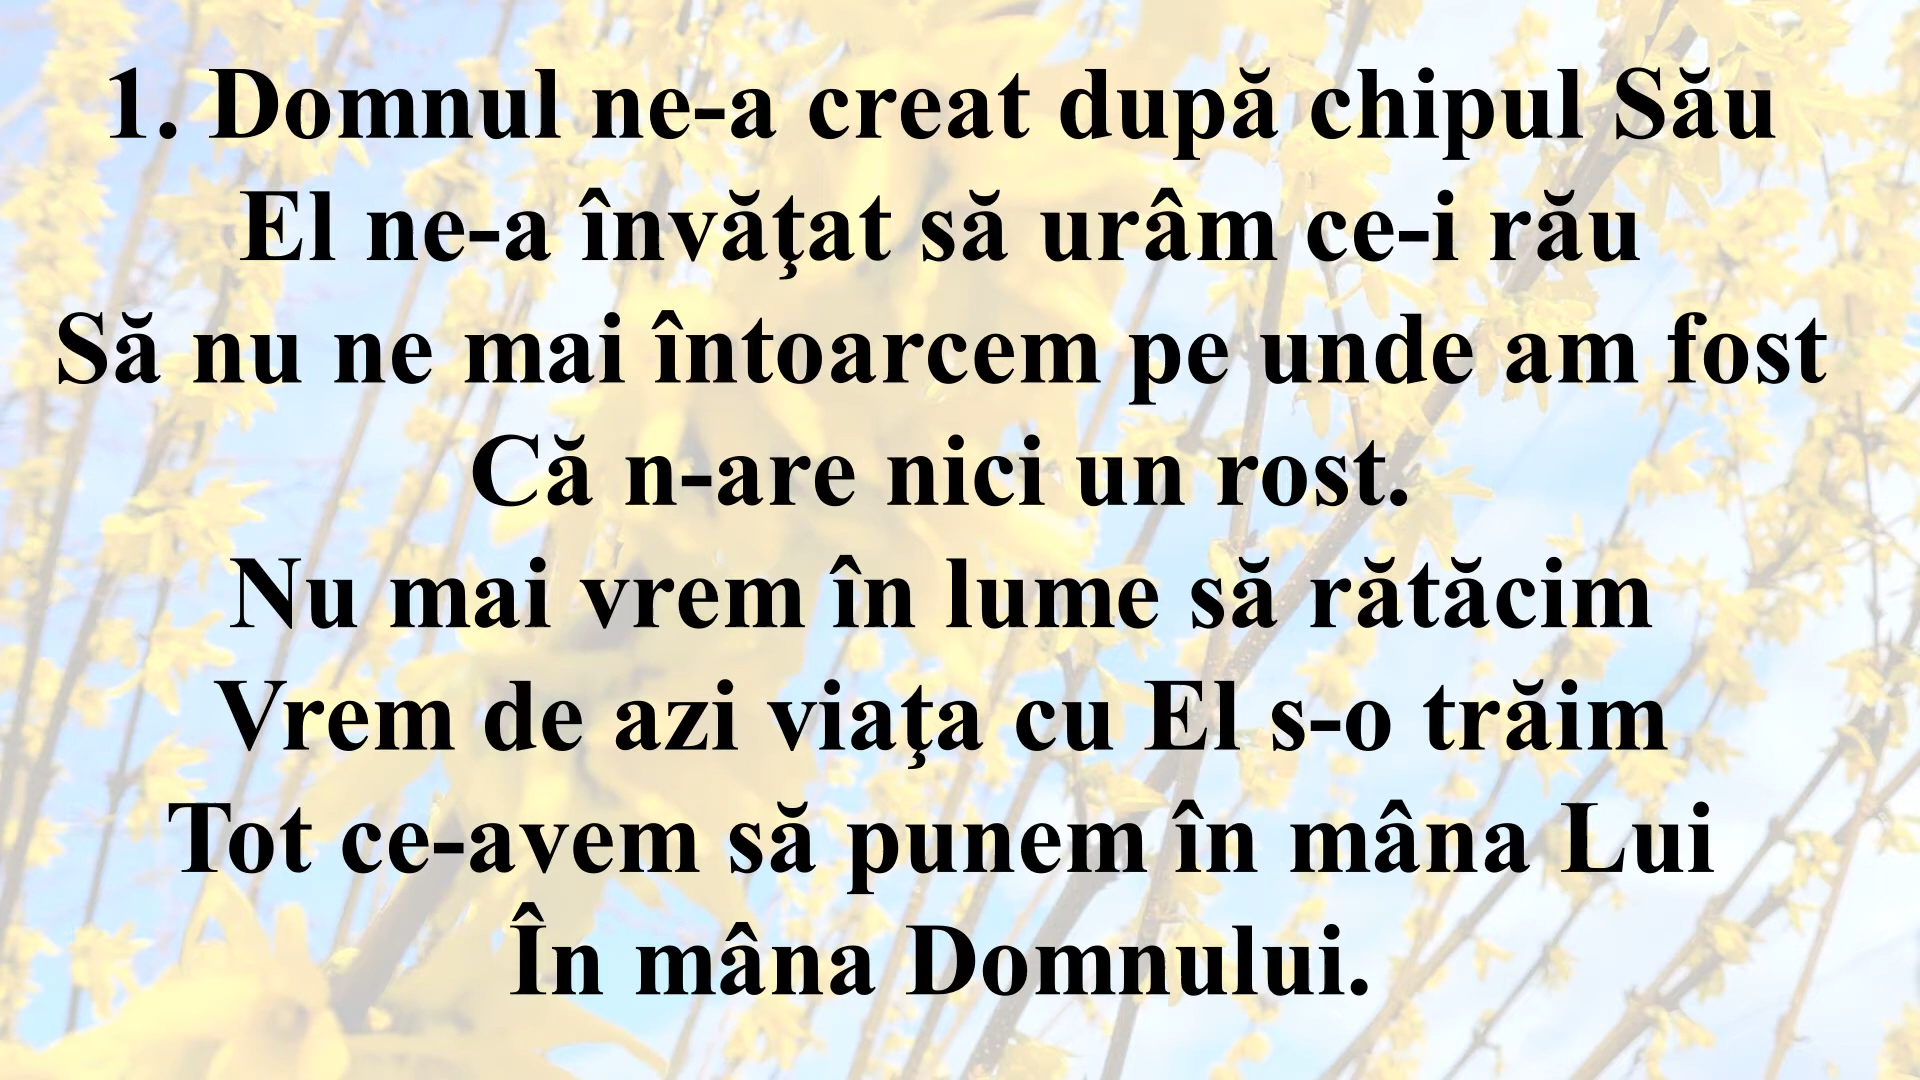 1. Domnul ne-a creat după chipul Său
El ne-a învăţat să urâm ce-i rău
Să nu ne mai întoarcem pe unde am fost
Că n-are nici un rost.
Nu mai vrem în lume să rătăcim
Vrem de azi viaţa cu El s-o trăim
Tot ce-avem să punem în mâna Lui
În mâna Domnului.